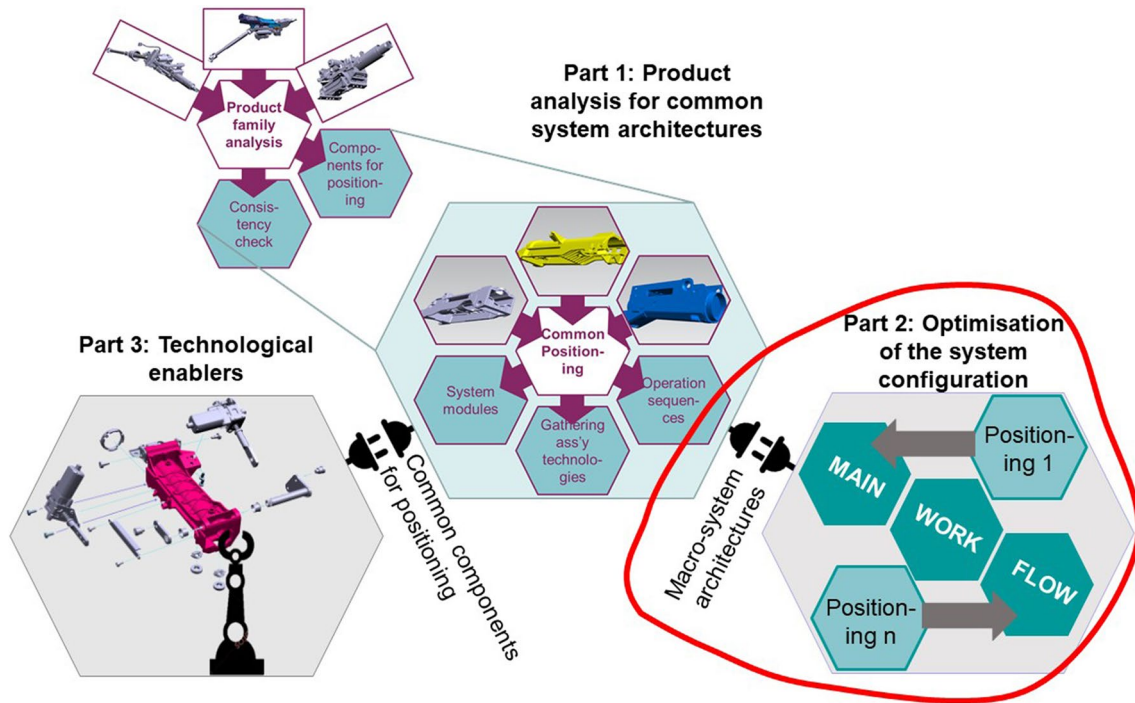 Part 1: Product
analysis for common
system architectures
Product
family
analysis
Compo-
nents for
position-
ing
Consis-
tency
check
Common
Position-
ing
System
modules
Operation
sequen-
ces
Gathering
ass'y
technolo-
gies
Part 3: Technological
enablers
Common components
for positioning
Macro-system
architectures
Part 2: Optimisation
of the system
configuration
Position-
ing 1
MAIN
WORK
FLOW
Position-
ing n